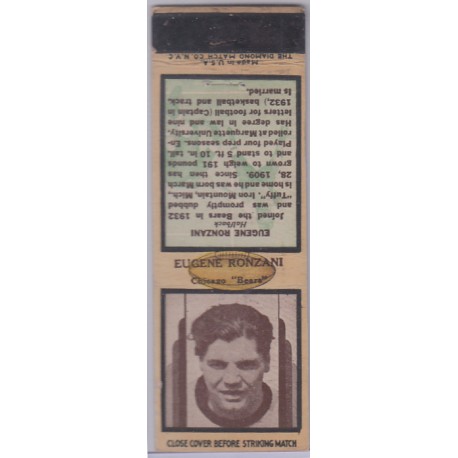 EUGENE RONZANI
Halfback
Joined the Bears in 1932
and was promptly dubbed
"Tuffy". Iron Mountain, Mich.,
is home and he was born March
28, 1909. Since then has
grown to weigh 191 pounds
and to stand 5 ft. 10 in. tall.
Played four prep seasons. En-
rolled at Marquette University.
Has degree in law and nine
letters for football (Captain
1932,) basketball and track.
Is married.
Made in U.S.A.
THE DIAMOND MATCH CO. N.Y.C.
EUGENE RONZANI
Chicago "Bears"
CLOSE COVER BEFORE STRIKING MATCH